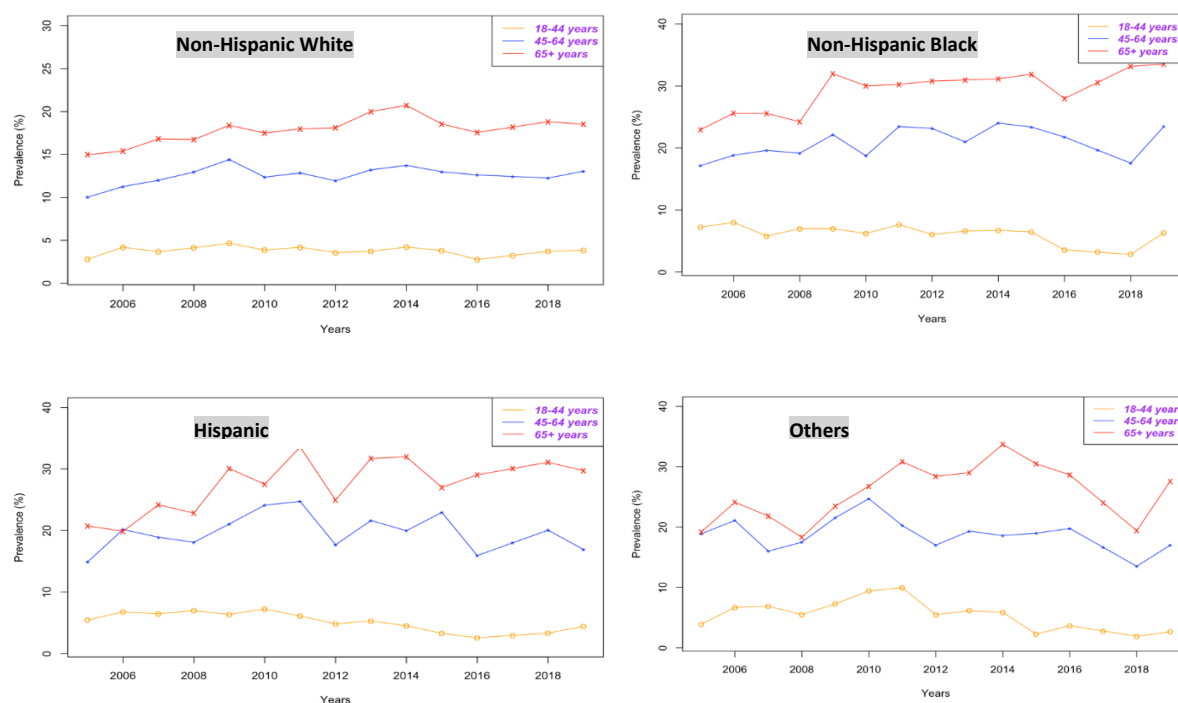 Non-Hispanic White
18-44 years
45-64 years
65+ years
Prevalence (%)
0
5
10
15
20
25
30
2006 2008 2010 2012 2014 2016 2018
Years
Non-Hispanic Black
18-44 years
45-64 years
65+ years
Prevalence (%)
0
10
20
30
40
2006 2008 2010 2012 2014 2016 2018
Years
Hispanic
18-44 years
45-64 years
65+ years
Prevalence (%)
0
10
20
30
40
2006 2008 2010 2012 2014 2016 2018
Years
Others
18-44 year
45-64 year
65+ years
Prevalence (%)
0
10
20
30
40
2006 2008 2010 2012 2014 2016 2018
Years